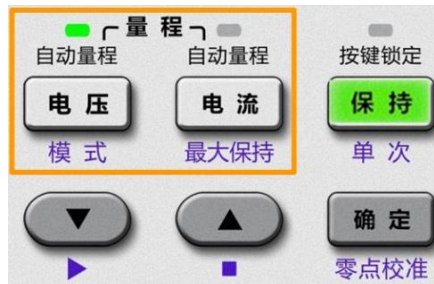 量 程
自动量程 自动量程 按键锁定
电 压 电 流 保 持
模 式 最大保持 单 次
确 定
零点校准